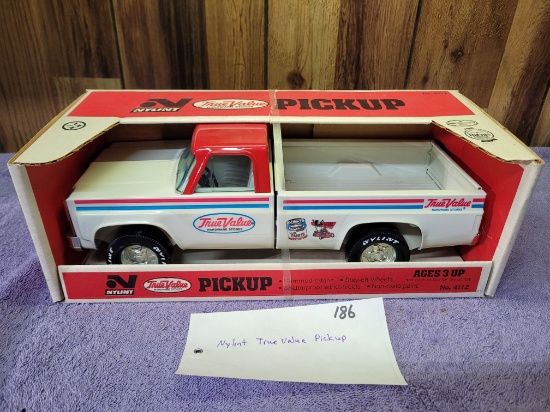 NYLINT True Value PICKUP
True Value
HARDWARE STORES
True Value
HARDWARE STORES
NYLINT
NYLINT
NYLINT True Value PICKUP
AGES 3 UP
No. 4112
186
Nylint True Value Pickup